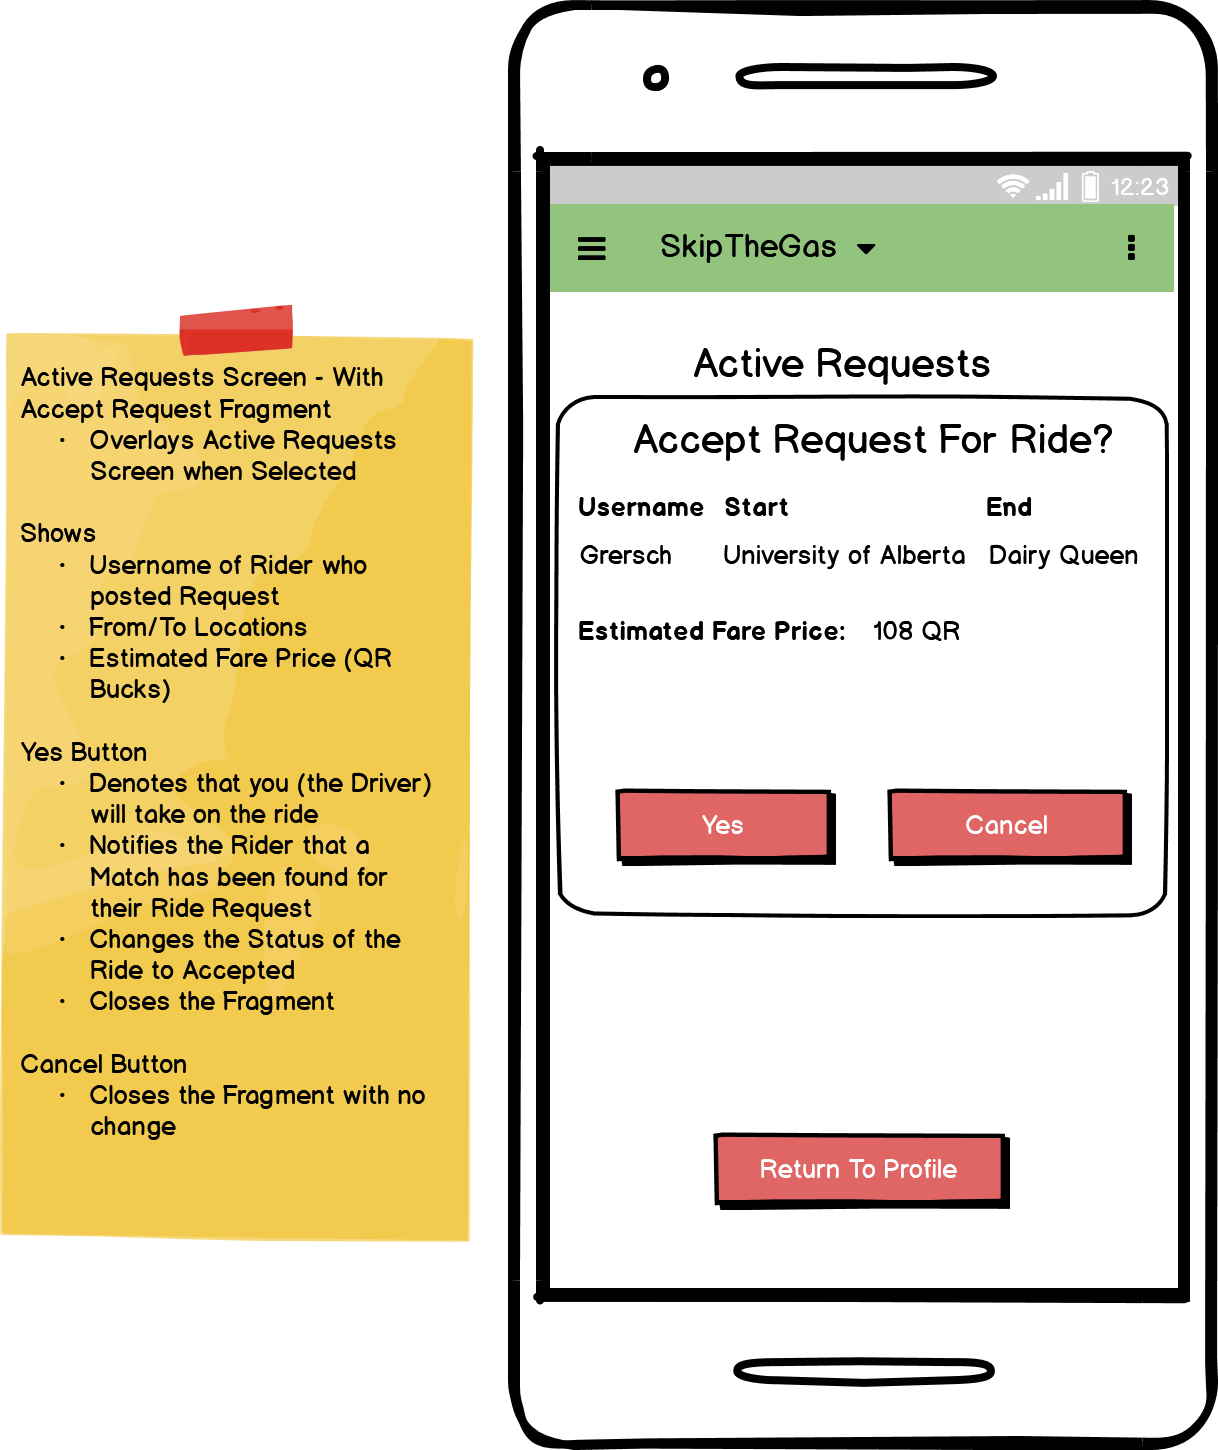 Active Requests Screen - With
Accept Request Fragment
· Overlays Active Requests
Screen when Selected
Shows
· Username of Rider who
posted Request
· From/To Locations
· Estimated Fare Price (QR
Bucks)
Yes Button
· Denotes that you (the Driver)
will take on the ride
· Notifies the Rider that a
Match has been found for
their Ride Request
· Changes the Status of the
Ride to Accepted
· Closes the Fragment
Cancel Button
· Closes the Fragment with no
change
12:23
SkipTheGas
Active Requests
Accept Request For Ride?
Username Start End
Grersch University of Alberta Dairy Queen
Estimated Fare Price: 108 QR
Yes Cancel
Return To Profile